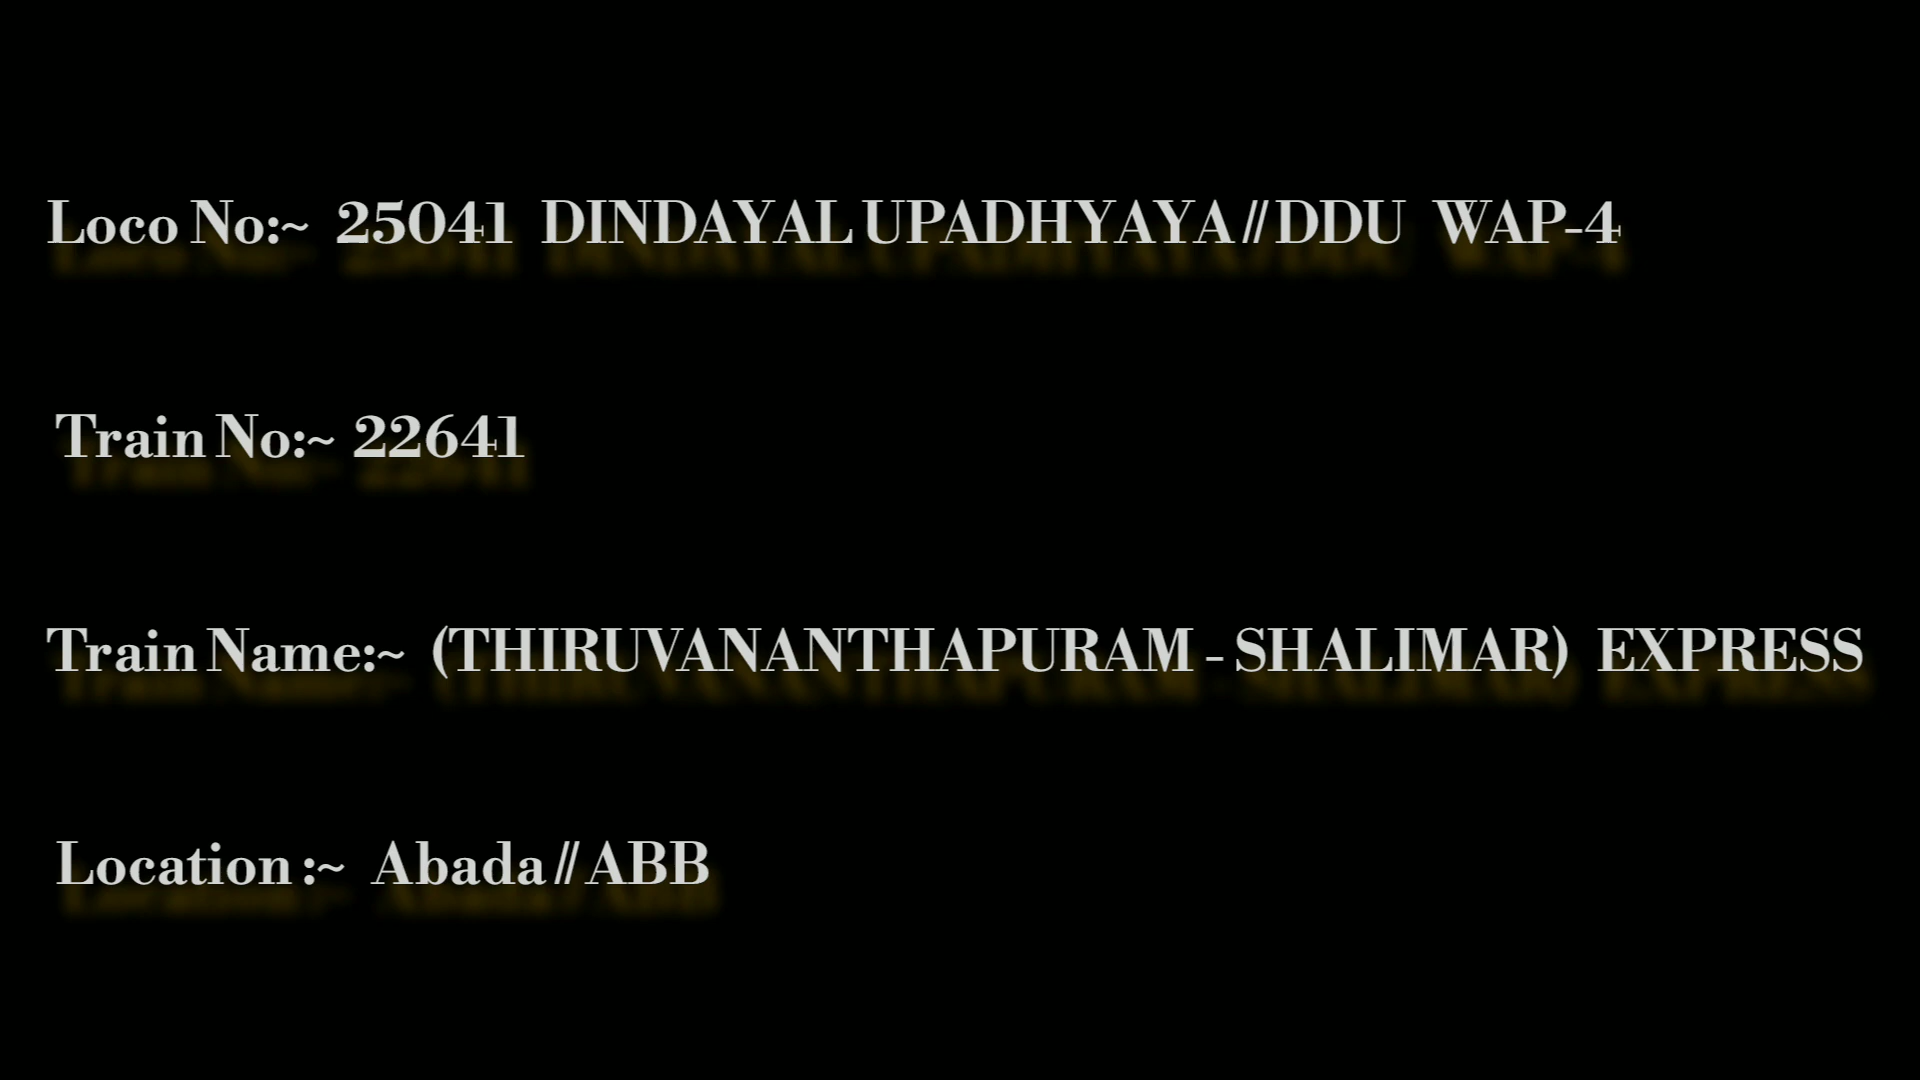 Loco No:~ 25041 DINDAYAL UPADHYAYA//DDU WAP-4
Train No:~ 22641
Train Name:~ (THIRUVANANTHAPURAM - SHALIMAR) EXPRESS
Location :~ Abada//ABB